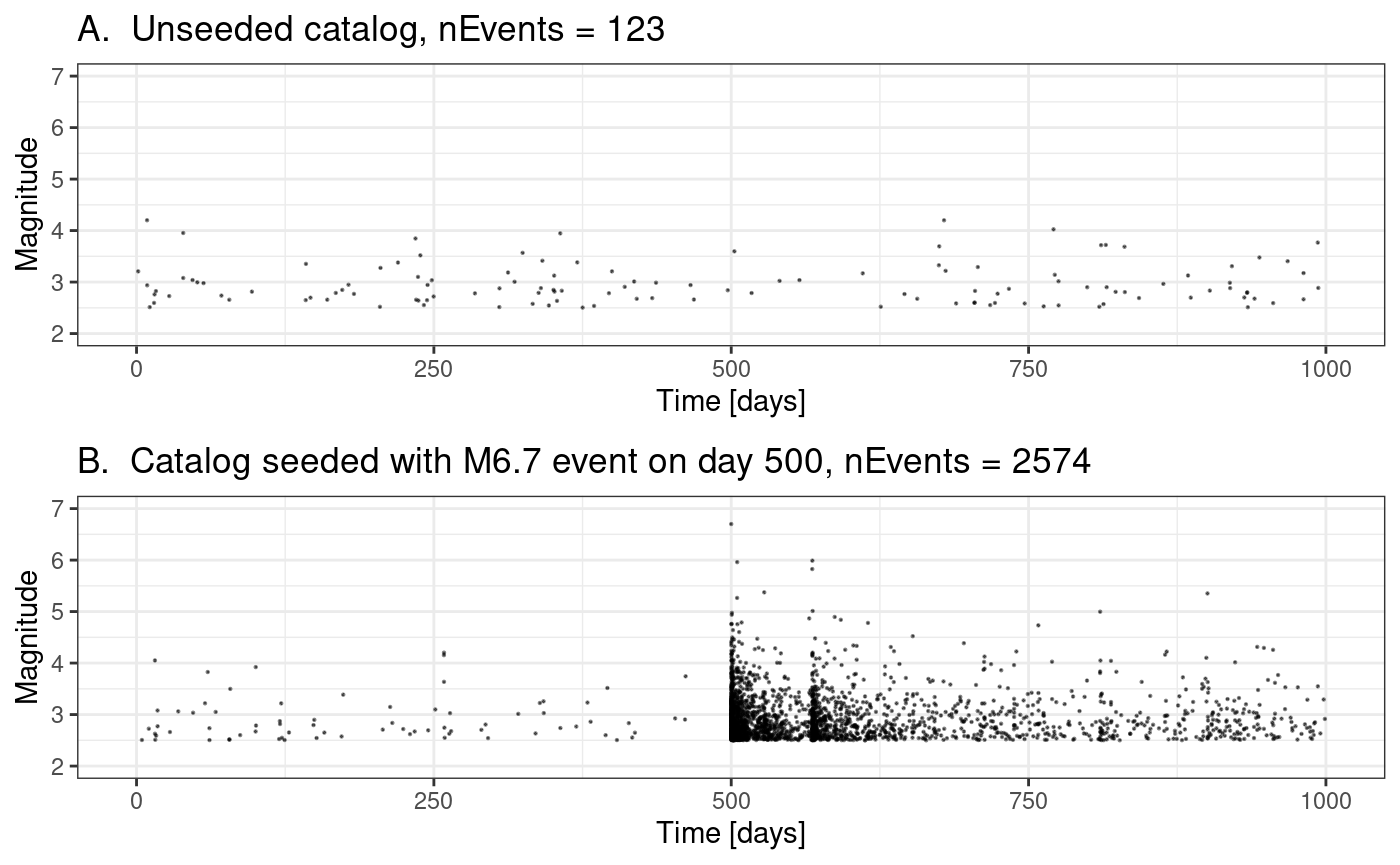 A.  Unseeded catalog, nEvents = 123
7
6
5
4
3
2
Magnitude
0 250 500 750 1000
Time [days]
B.  Catalog seeded with M6.7 event on day 500, nEvents = 2574
7
6
5
4
3
2
Magnitude
0 250 500 750 1000
Time [days]